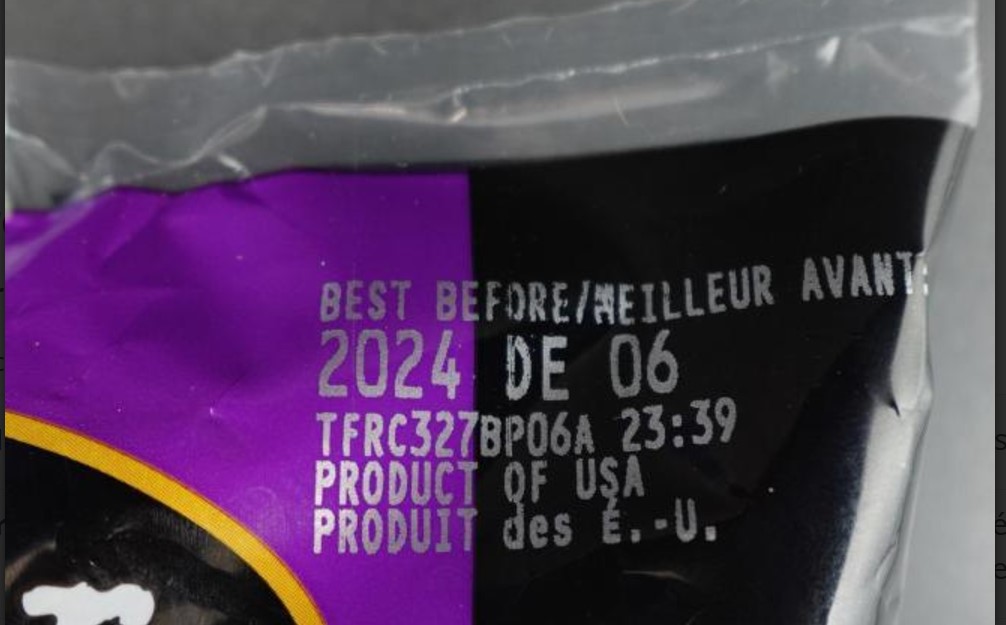 BEST BEFORE/MEILLEUR AVANT:
2024 DE 06
TFRC327BP06A 23:39
PRODUCT OF USA
PRODUIT des É.-U.